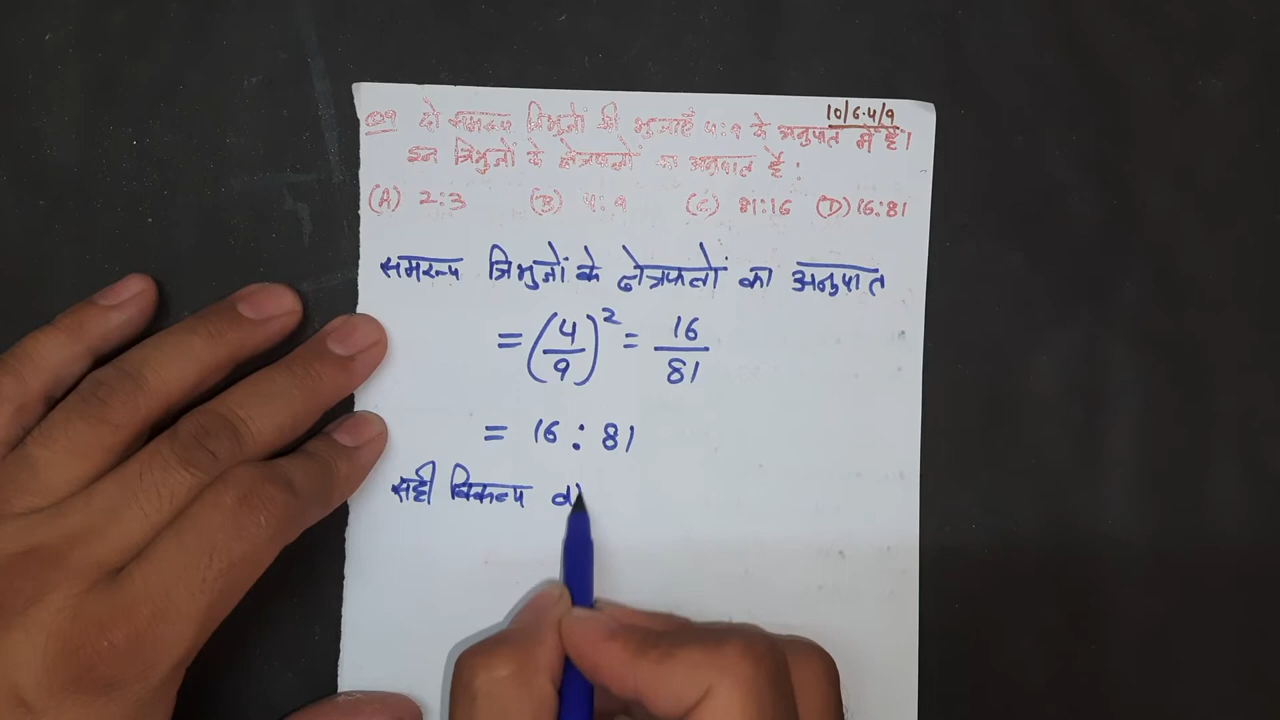 10/6.4/9
Q9 दो समरूप त्रिभुजों की भुजाएँ 4:9 के अनुपात में हैं।
इन त्रिभुजों के क्षेत्रफलों का अनुपात है :
(A) 2:3 (B) 4:9 (C) 81:16 (D) 16:81
समरूप त्रिभुजों के क्षेत्रफलों का अनुपात
= (4/9)² = 16/81
= 16 : 81
सही विकल्प